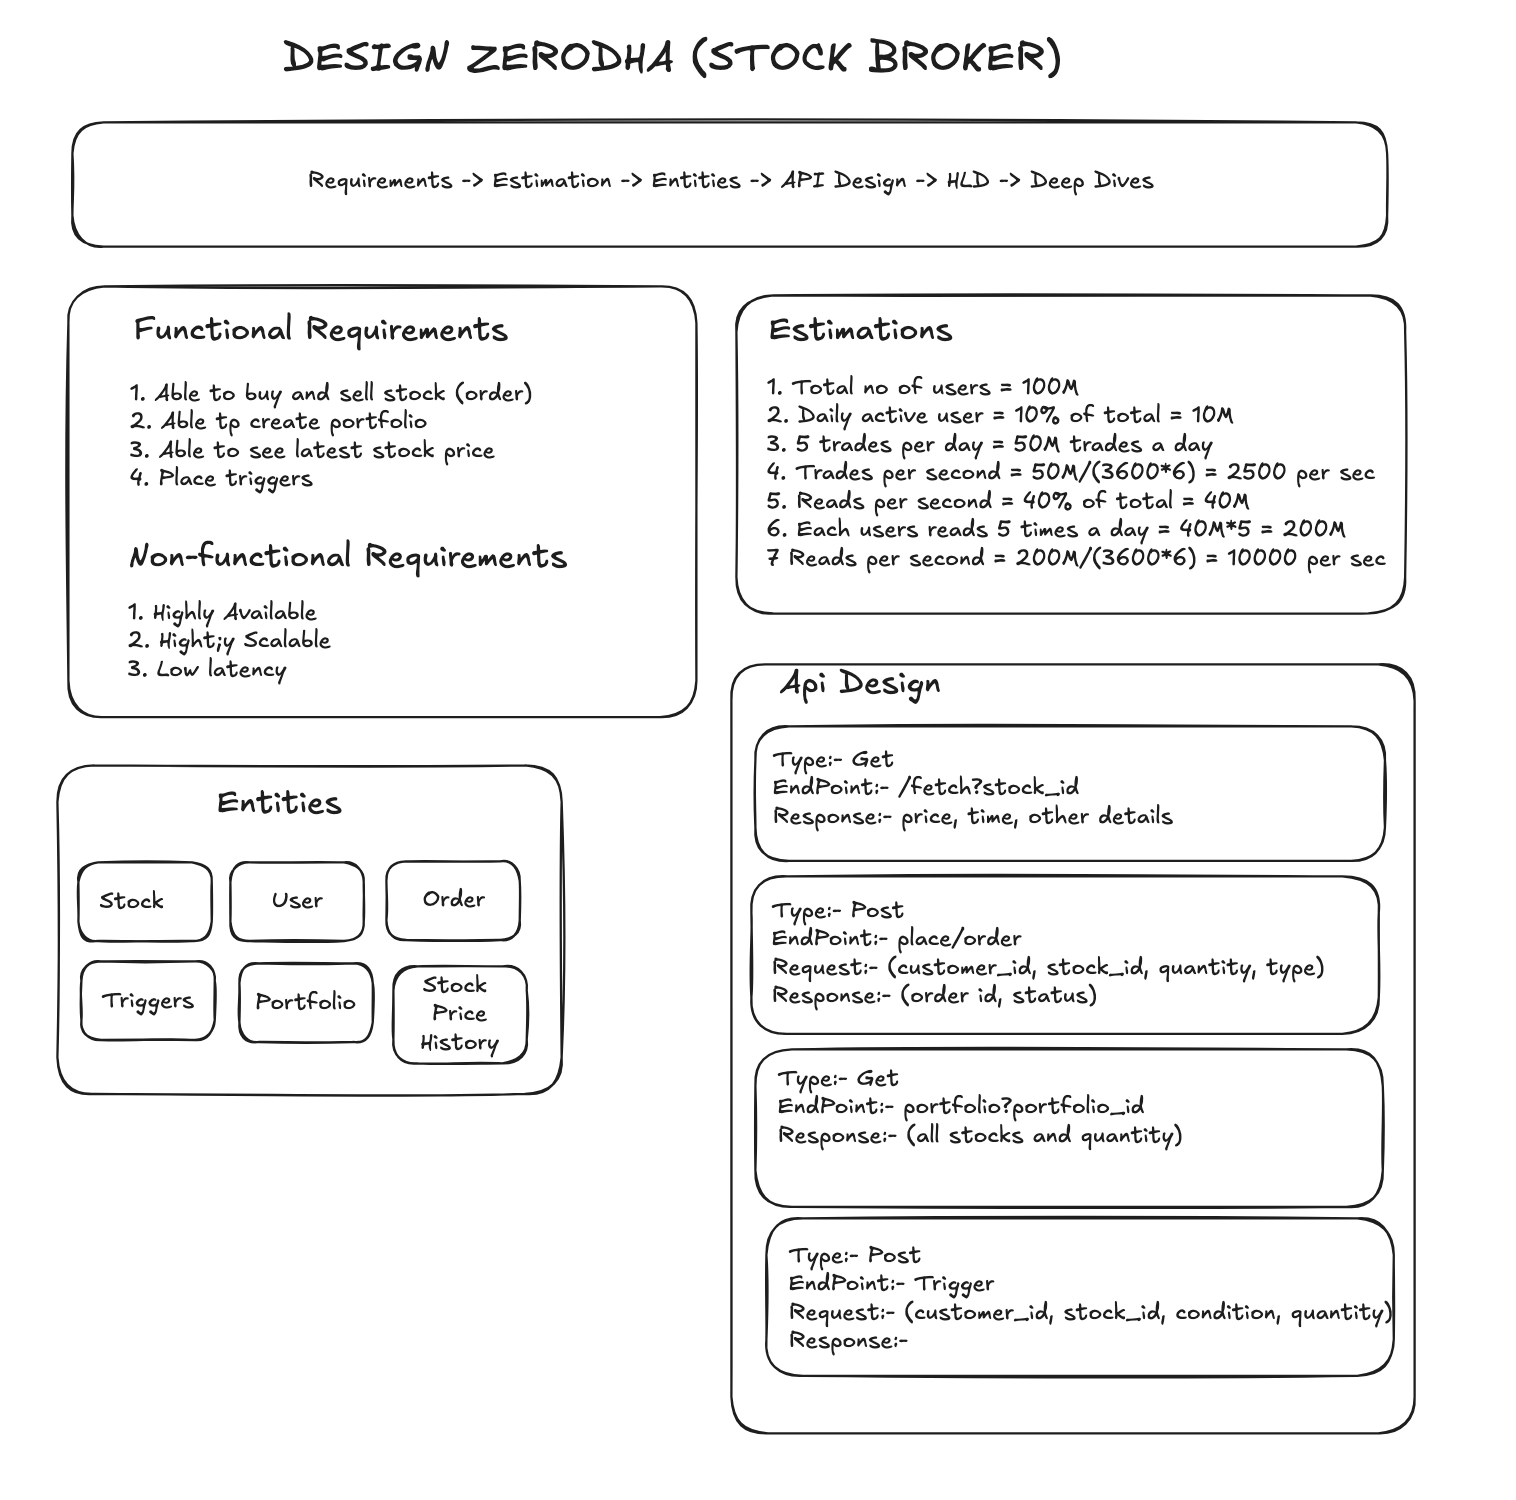 DESIGN ZERODHA (STOCK BROKER)
Requirements -> Estimation -> Entities -> API Design -> HLD -> Deep Dives
Functional Requirements
1. Able to buy and sell stock (order)
2. Able tp create portfolio
3. Able to see latest stock price
4. Place triggers
Non-functional Requirements
1. Highly Available
2. Hight;y Scalable
3. Low latency
Estimations
1. Total no of users = 100M
2. Daily active user = 10% of total = 10M
3. 5 trades per day = 50M trades a day
4. Trades per second = 50M/(3600*6) = 2500 per sec
5. Reads per second = 40% of total = 40M
6. Each users reads 5 times a day = 40M*5 = 200M
7 Reads per second = 200M/(3600*6) = 10000 per sec
Entities
Stock
User
Order
Triggers
Portfolio
Stock
Price
History
Api Design
Type:- Get
EndPoint:- /fetch?stock_id
Response:- price, time, other details
Type:- Post
EndPoint:- place/order
Request:- (customer_id, stock_id, quantity, type)
Response:- (order id, status)
Type:- Get
EndPoint:- portfolio?portfolio_id
Response:- (all stocks and quantity)
Type:- Post
EndPoint:- Trigger
Request:- (customer_id, stock_id, condition, quantity)
Response:-